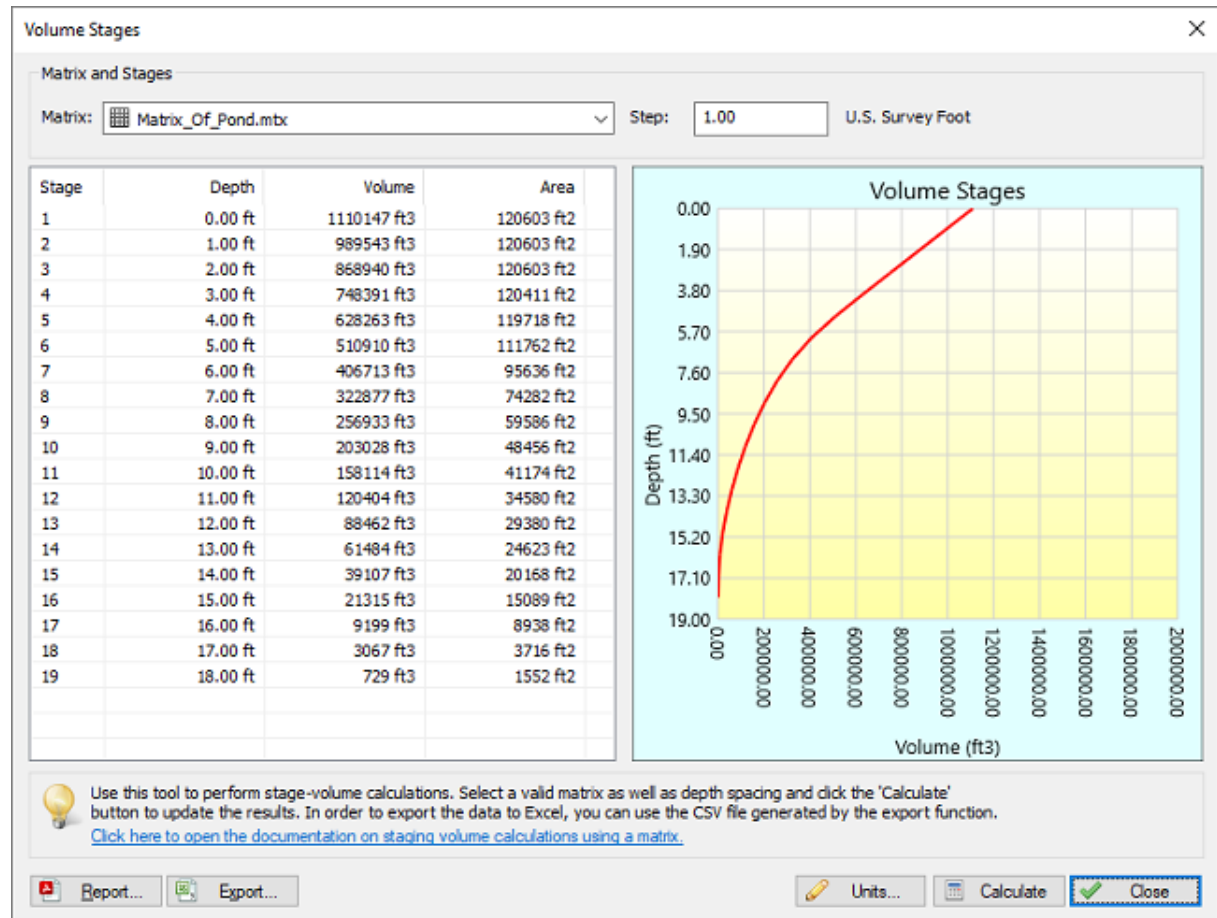 Volume Stages
Matrix and Stages
Matrix: Matrix_Of_Pond.mtx Step: 1.00 U.S. Survey Foot
Stage Depth Volume Area
1 0.00 ft 1110147 ft3 120603 ft2
2 1.00 ft 989543 ft3 120603 ft2
3 2.00 ft 868940 ft3 120603 ft2
4 3.00 ft 748391 ft3 120411 ft2
5 4.00 ft 628263 ft3 119718 ft2
6 5.00 ft 510910 ft3 111762 ft2
7 6.00 ft 406713 ft3 95636 ft2
8 7.00 ft 322877 ft3 74282 ft2
9 8.00 ft 256933 ft3 59586 ft2
10 9.00 ft 203028 ft3 48456 ft2
11 10.00 ft 158114 ft3 41174 ft2
12 11.00 ft 120404 ft3 34580 ft2
13 12.00 ft 88462 ft3 29380 ft2
14 13.00 ft 61484 ft3 24623 ft2
15 14.00 ft 39107 ft3 20168 ft2
16 15.00 ft 21315 ft3 15089 ft2
17 16.00 ft 9199 ft3 8938 ft2
18 17.00 ft 3067 ft3 3716 ft2
19 18.00 ft 729 ft3 1552 ft2
Volume Stages
0.00
1.90
3.80
5.70
7.60
9.50
11.40
13.30
15.20
17.10
19.00
Depth (ft)
0.00
200000.00
400000.00
600000.00
800000.00
1000000.00
1200000.00
1400000.00
1600000.00
1800000.00
2000000.00
Volume (ft3)
Use this tool to perform stage-volume calculations. Select a valid matrix as well as depth spacing and click the 'Calculate'
button to update the results. In order to export the data to Excel, you can use the CSV file generated by the export function.
Click here to open the documentation on staging volume calculations using a matrix.
Report... Export... Units... Calculate Close